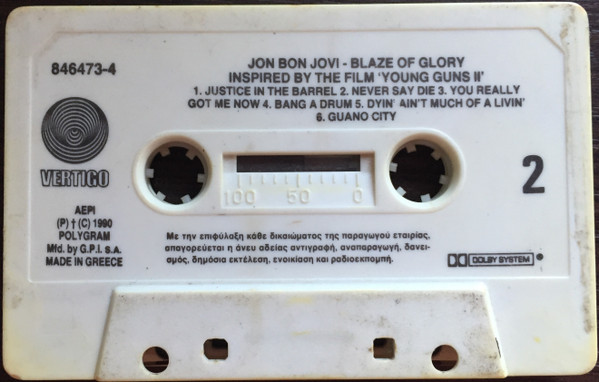 846473-4
JON BON JOVI - BLAZE OF GLORY
INSPIRED BY THE FILM 'YOUNG GUNS II'
1. JUSTICE IN THE BARREL 2. NEVER SAY DIE 3. YOU REALLY
GOT ME NOW 4. BANG A DRUM 5. DYIN' AIN'T MUCH OF A LIVIN'
6. GUANO CITY
VERTIGO
100 50 0
2
AEPI
(P) † (C) 1990
POLYGRAM
Mfd. by G.P.I. S.A.
MADE IN GREECE
Με την επιφύλαξη κάθε δικαιώματος της παραγωγού εταιρίας,
απαγορεύεται η άνευ αδείας αντιγραφή, αναπαραγωγή, δανει-
σμός, δημόσια εκτέλεση, ενοικίαση και ραδιοεκπομπή.
DOLBY SYSTEM